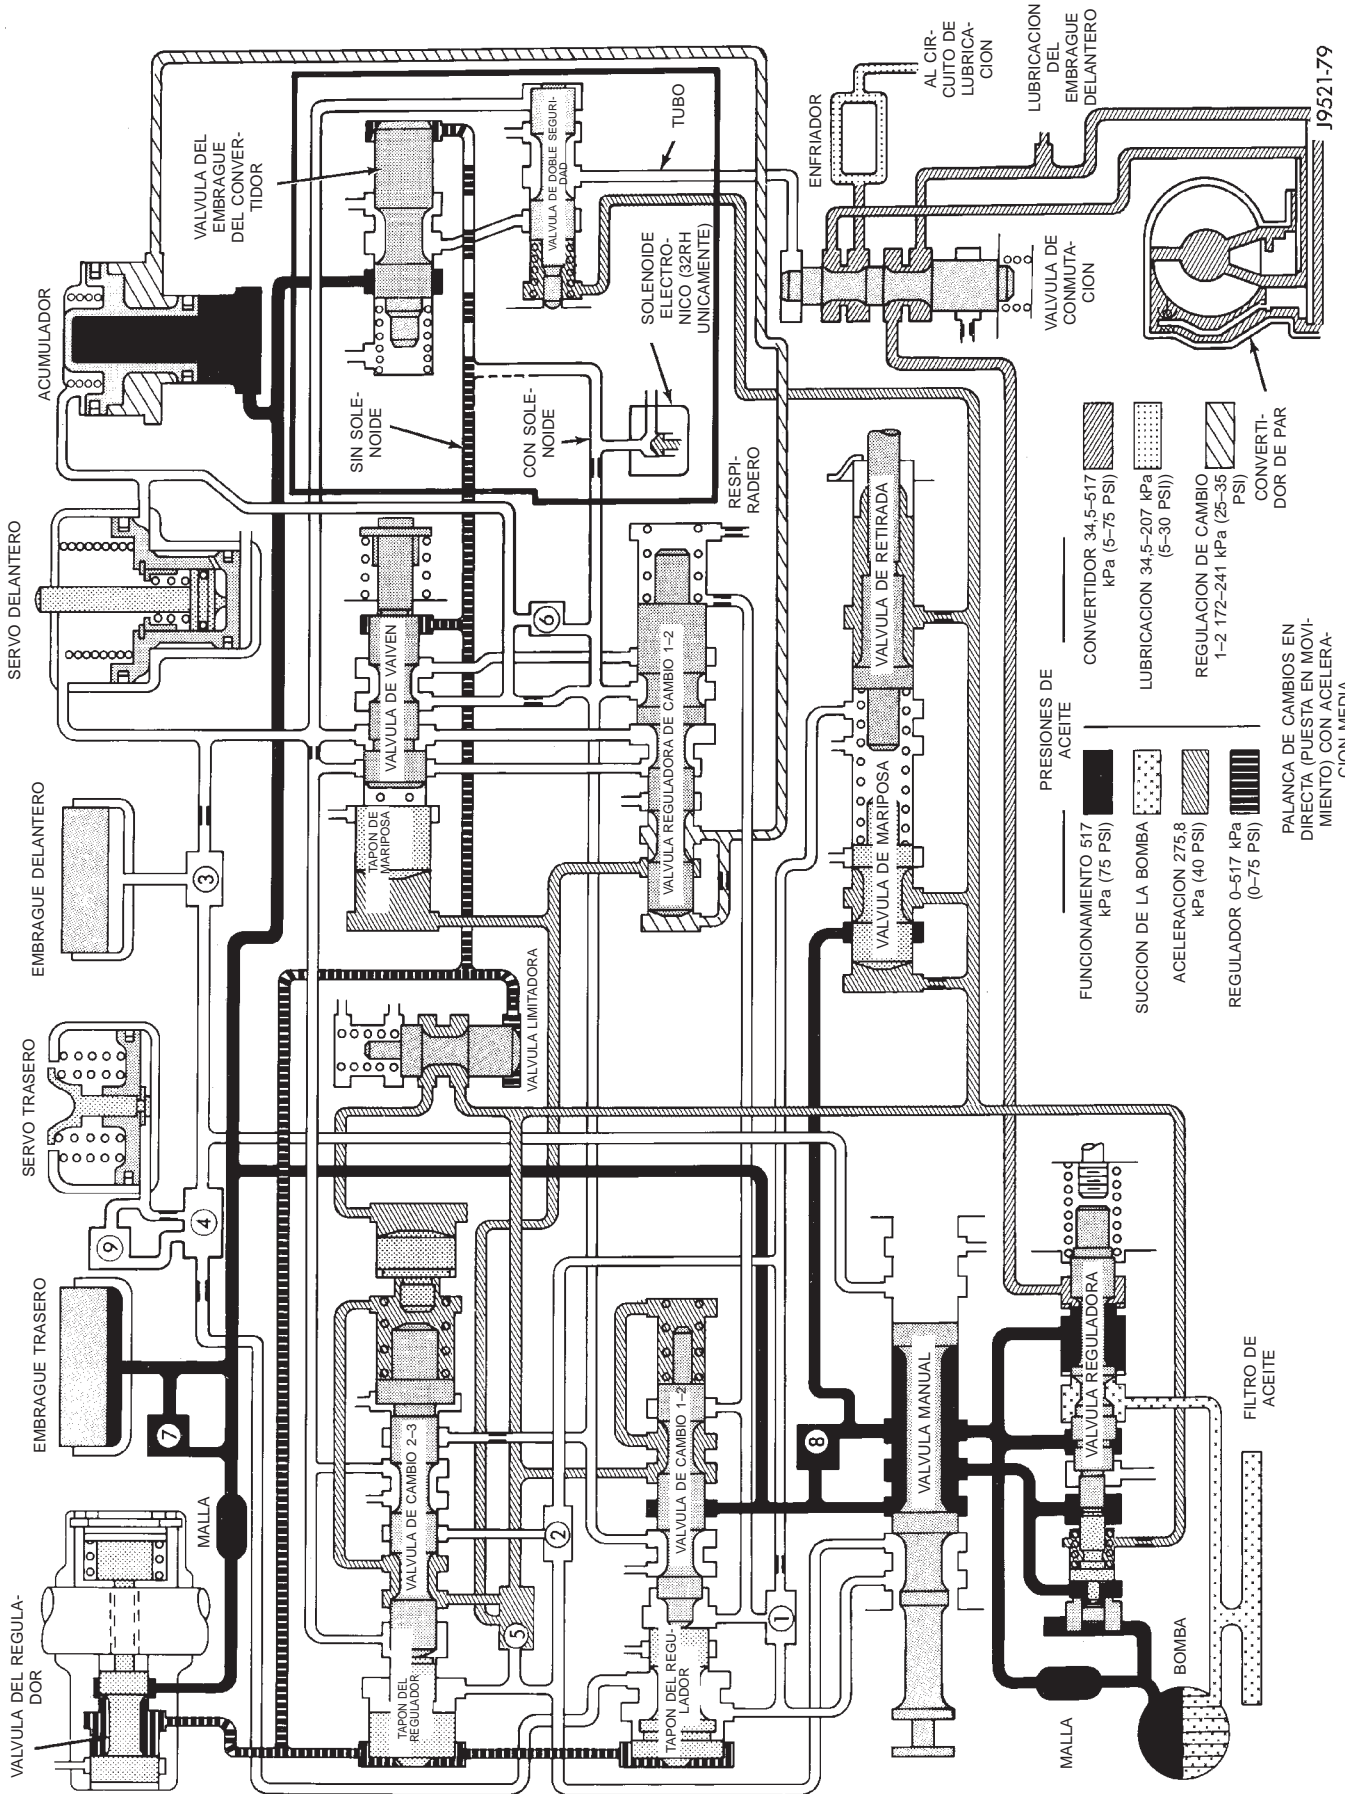 SERVO DELANTERO
ACUMULADOR
VALVULA DEL
EMBRAGUE
DEL CONVER-
TIDOR
EMBRAGUE DELANTERO
SERVO TRASERO
EMBRAGUE TRASERO
VALVULA DEL REGULA-
DOR
MALLA
9
4
3
7
SIN SOLE-
NOIDE
CON SOLE-
NOIDE
VALVULA DE DOBLE SEGURI-
DAD
TUBO
SOLENOIDE
ELECTRO-
NICO (32RH
UNICAMENTE)
ENFRIADOR
AL CIR-
CUITO DE
LUBRICA-
CION
LUBRICACION
DEL
EMBRAGUE
DELANTERO
VALVULA DE
CONMUTA-
CION
RESPI-
RADERO
TAPON DE
MARIPOSA
VALVULA DE VAIVEN
6
VALVULA REGULADORA DE CAMBIO 1–2
VALVULA LIMITADORA
TAPON DEL
REGULADOR
VALVULA DE CAMBIO 2–3
5
2
TAPON DEL REGU-
LADOR
VALVULA DE CAMBIO 1–2
1
8
VALVULA DE MARIPOSA
VALVULA DE RETIRADA
VALVULA MANUAL
VALVULA REGULADORA
MALLA
BOMBA
FILTRO DE
ACEITE
PRESIONES DE
ACEITE
FUNCIONAMIENTO 517
kPa (75 PSI)
SUCCION DE LA BOMBA
ACELERACION 275,8
kPa (40 PSI)
REGULADOR 0–517 kPa
(0–75 PSI)
CONVERTIDOR 34,5–517
kPa (5–75 PSI)
LUBRICACION 34,5–207 kPa
(5–30 PSI))
REGULACION DE CAMBIO
1–2 172–241 kPa (25–35
PSI)
CONVERTI-
DOR DE PAR
PALANCA DE CAMBIOS EN
DIRECTA (PUESTA EN MOVI-
MIENTO) CON ACELERA-
CION MEDIA
J9521-79